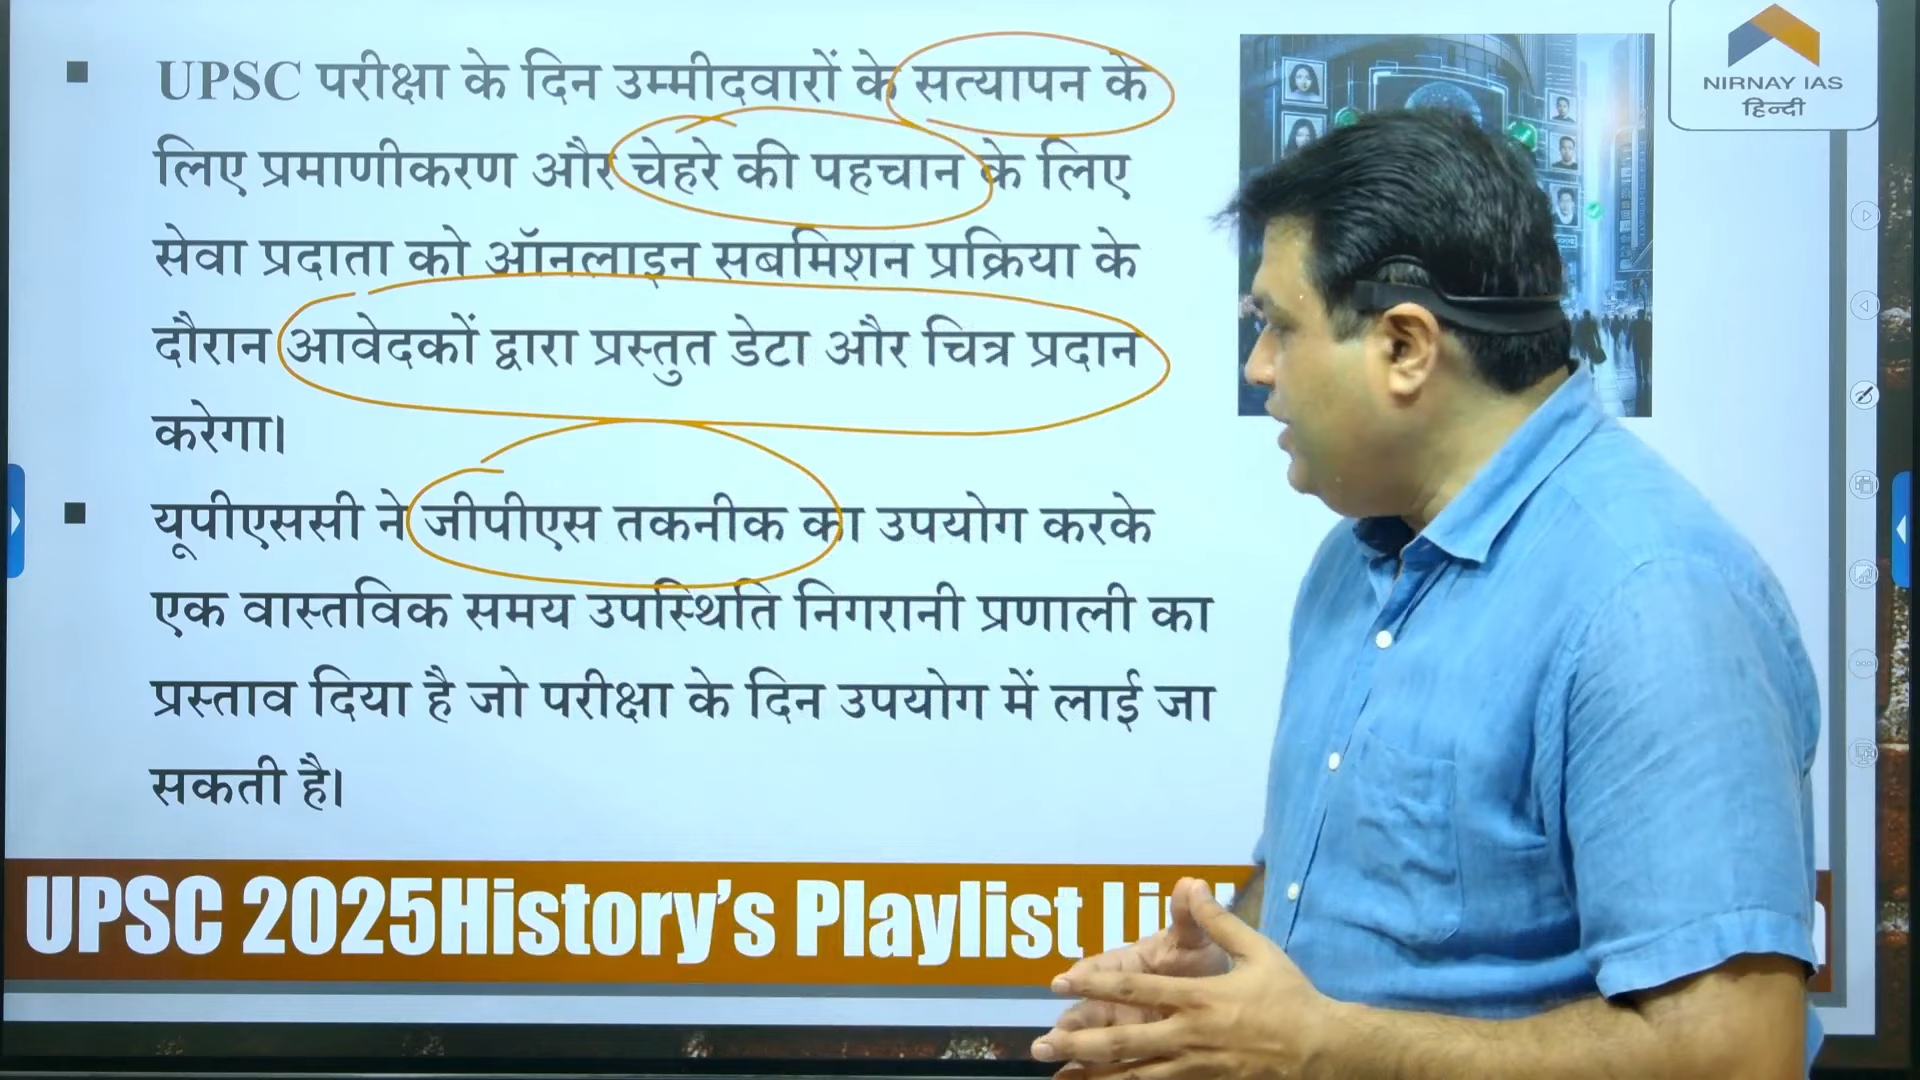 UPSC परीक्षा के दिन उम्मीदवारों के सत्यापन के
लिए प्रमाणीकरण और चेहरे की पहचान के लिए
सेवा प्रदाता को ऑनलाइन सबमिशन प्रक्रिया के
दौरान आवेदकों द्वारा प्रस्तुत डेटा और चित्र प्रदान
करेगा।
यूपीएससी ने जीपीएस तकनीक का उपयोग करके
एक वास्तविक समय उपस्थिति निगरानी प्रणाली का
प्रस्ताव दिया है जो परीक्षा के दिन उपयोग में लाई जा
सकती है।
NIRNAY IAS
हिन्दी
UPSC 2025History's Playlist